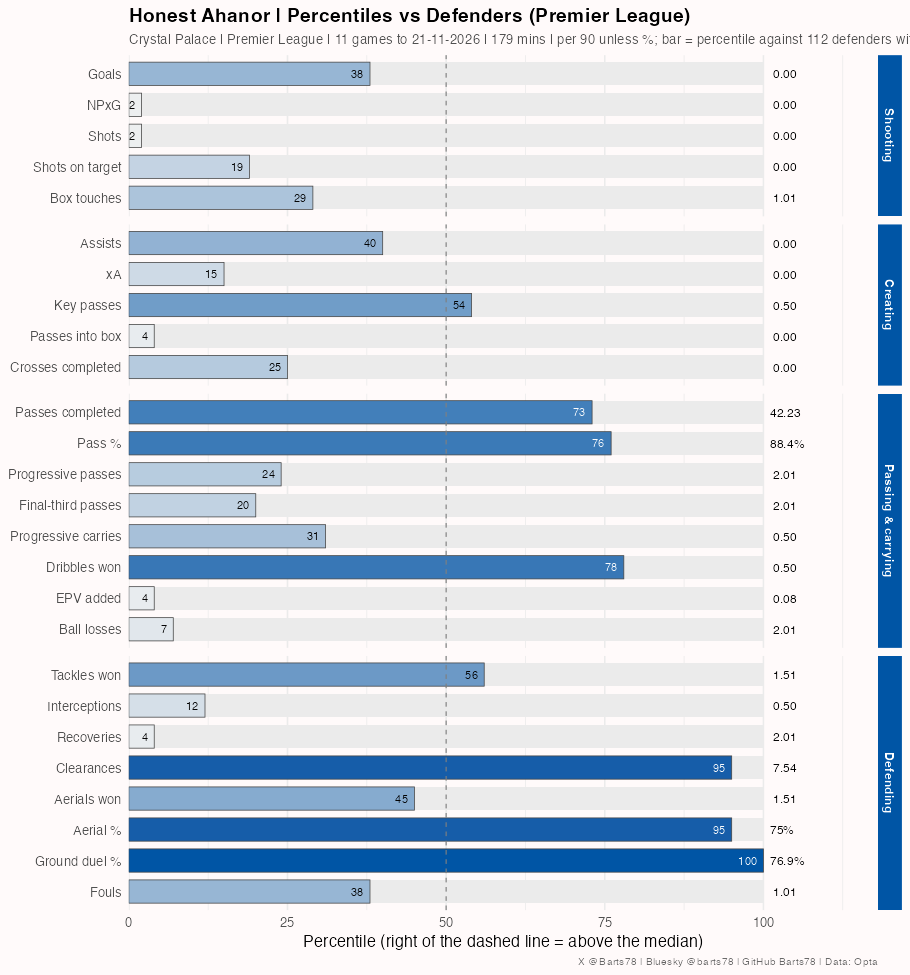 Honest Ahanor | Percentiles vs Defenders (Premier League)
Crystal Palace | Premier League | 11 games to 21-11-2026 | 179 mins | per 90 unless %; bar = percentile against 112 defenders wi
Goals 38 0.00
NPxG 2 0.00
Shots 2 0.00
Shots on target 19 0.00
Box touches 29 1.01
Shooting
Assists 40 0.00
xA 15 0.00
Key passes 54 0.50
Passes into box 4 0.00
Crosses completed 25 0.00
Creating
Passes completed 73 42.23
Pass % 76 88.4%
Progressive passes 24 2.01
Final-third passes 20 2.01
Progressive carries 31 0.50
Dribbles won 78 0.50
EPV added 4 0.08
Ball losses 7 2.01
Passing & carrying
Tackles won 56 1.51
Interceptions 12 0.50
Recoveries 4 2.01
Clearances 95 7.54
Aerials won 45 1.51
Aerial % 95 75%
Ground duel % 100 76.9%
Fouls 38 1.01
Defending
0 25 50 75 100
Percentile (right of the dashed line = above the median)
X @Barts78 | Bluesky @barts78 | GitHub Barts78 | Data: Opta